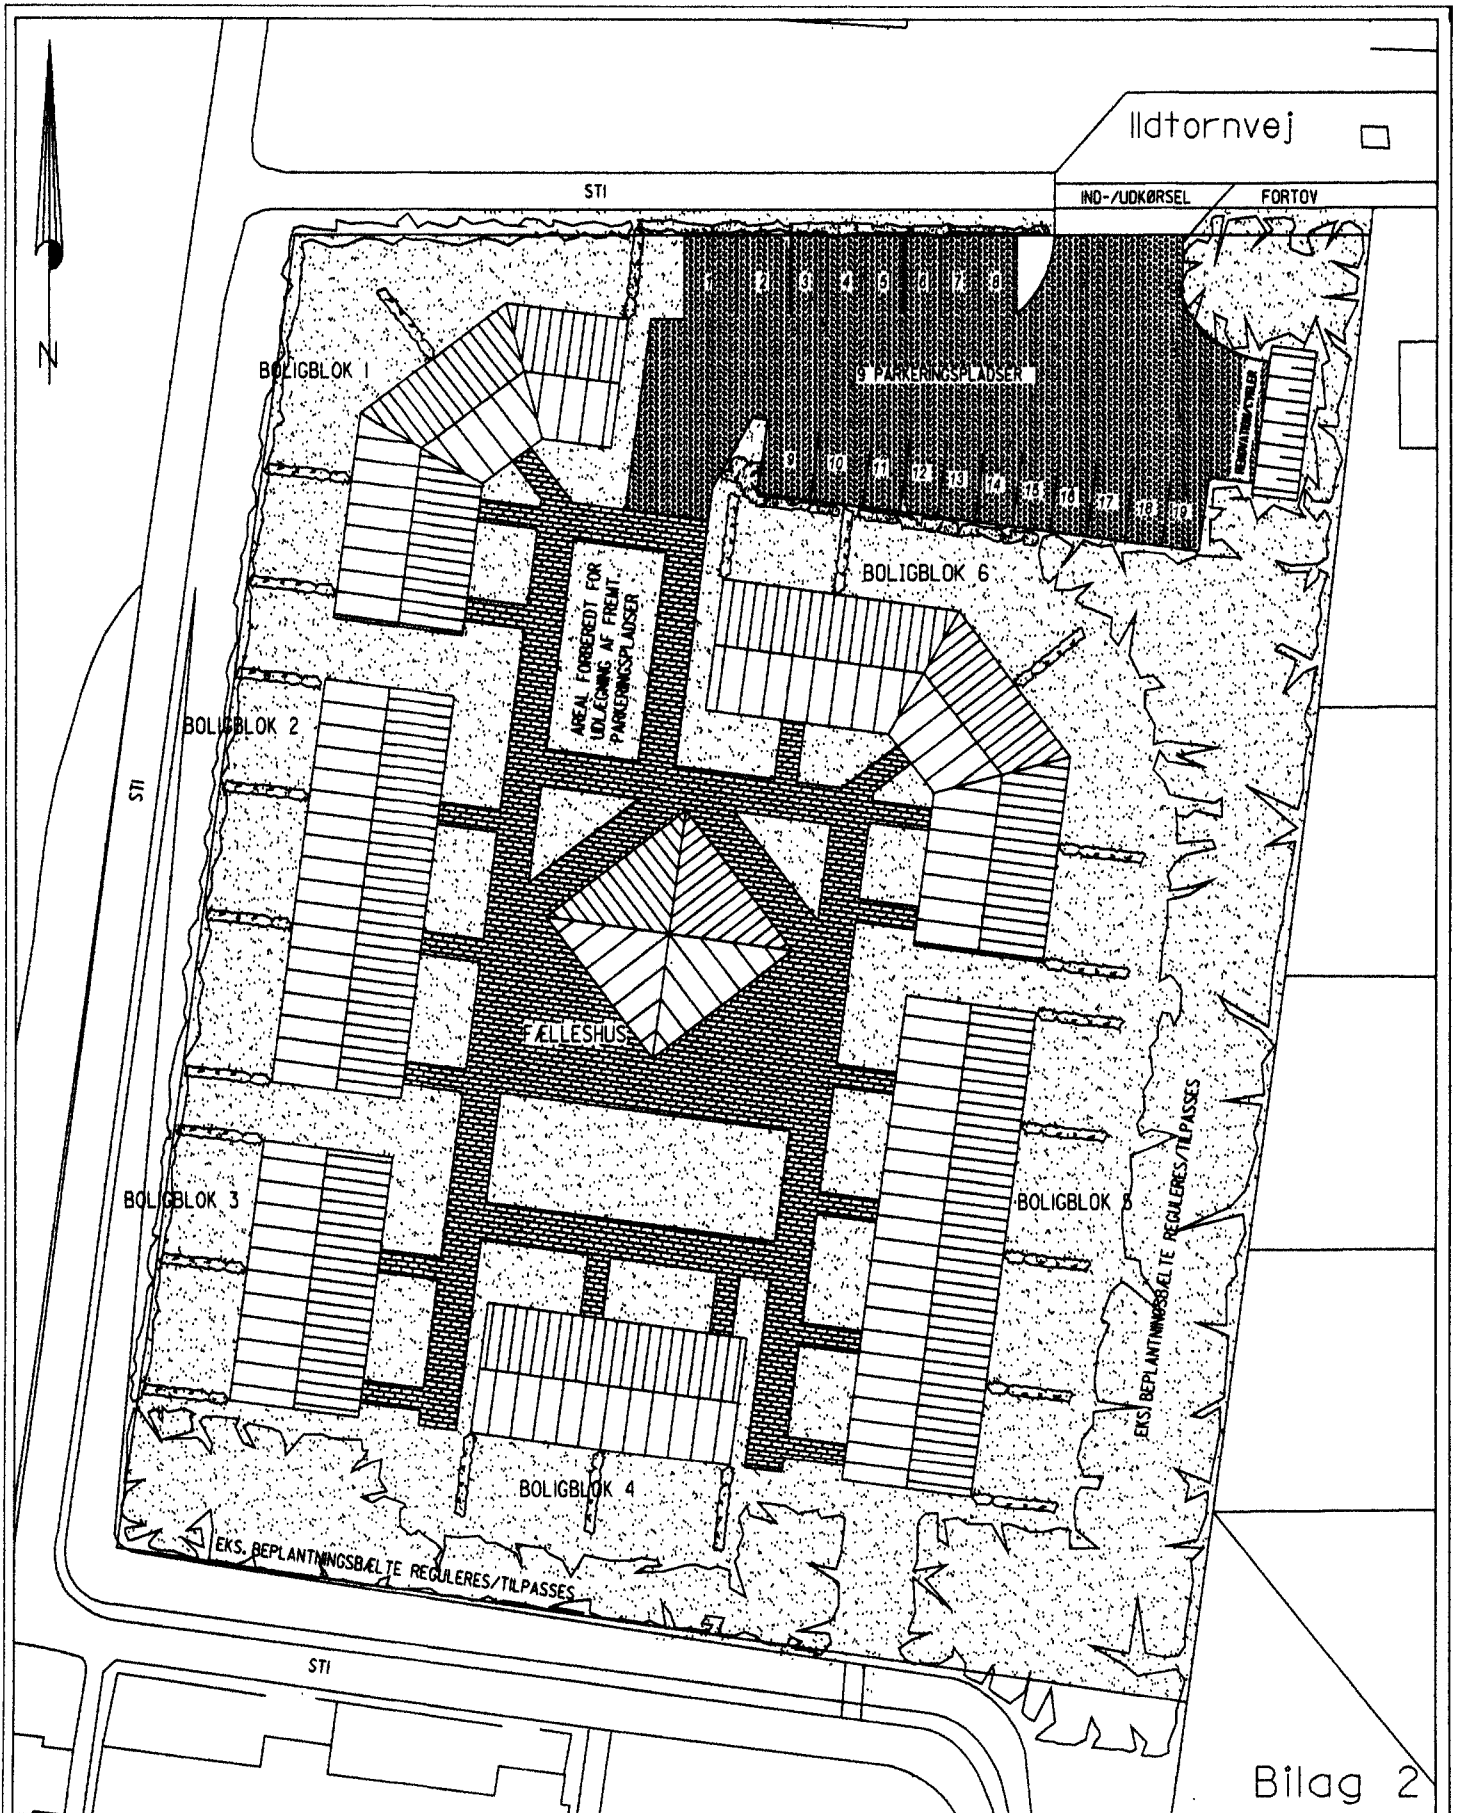 Ildtornvej
STI
IND-/UDKØRSEL
FORTOV
N
1 2 3 4 5 6 7 8
BOLIGBLOK 1
9 PARKERINGSPLADSER
RENOVATION/CYKLER
9 10 11 12 13 14 15 16 17 18 19
BOLIGBLOK 6
AREAL FORBEREDT FOR
UDLÆGNING AF FREMT.
PARKERINGSPLADSER
BOLIGBLOK 2
STI
FÆLLESHUS
BOLIGBLOK 3
BOLIGBLOK 5
EKS. BEPLANTNINGSBÆLTE REGULERES/TILPASSES
BOLIGBLOK 4
EKS. BEPLANTNINGSBÆLTE REGULERES/TILPASSES
STI
Bilag 2